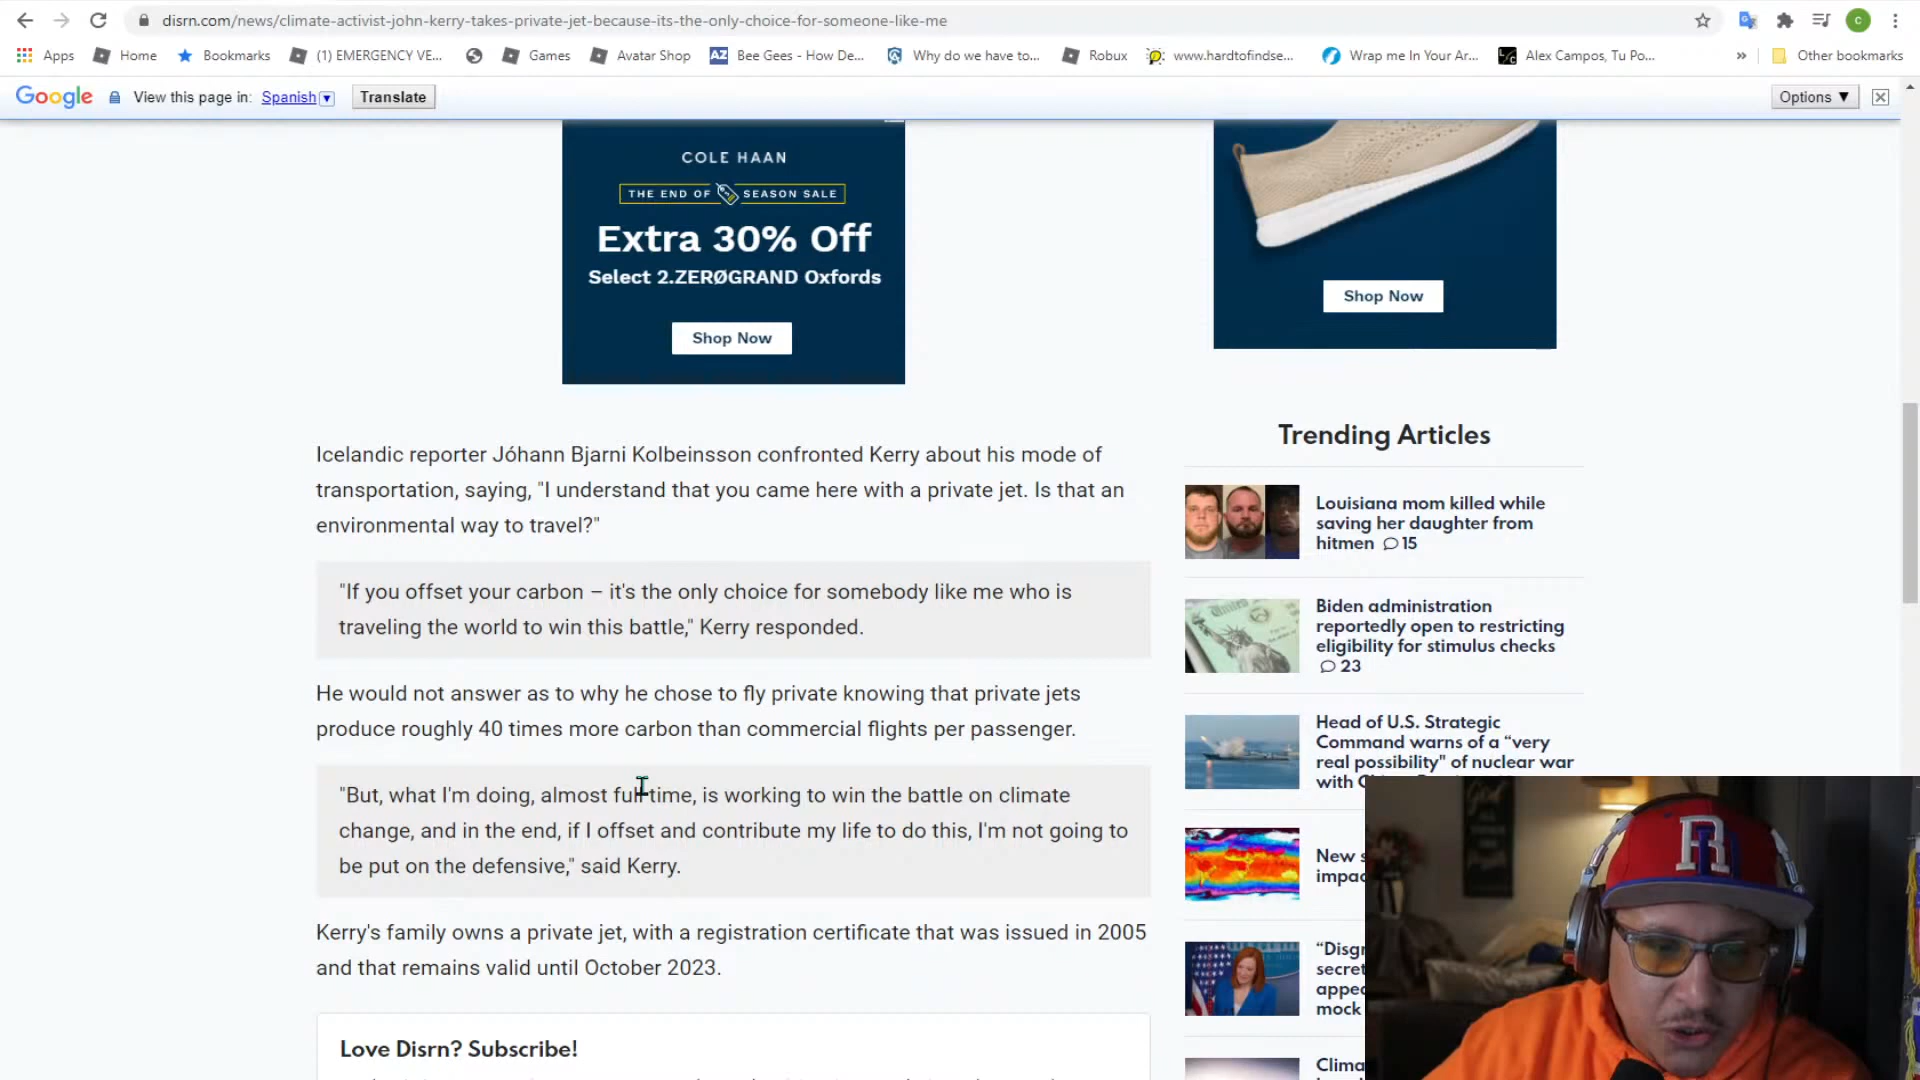 disrn.com/news/climate-activist-john-kerry-takes-private-jet-because-its-the-only-choice-for-someone-like-me
C
Apps
Home
Bookmarks
(1) EMERGENCY VE...
Games
Avatar Shop
AZ
Bee Gees - How De...
Why do we have to...
Robux
www.hardtofindse...
Wrap me In Your Ar...
Alex Campos, Tu Po...
»
Other bookmarks
Google
View this page in:
Spanish
Translate
Options ▼
COLE HAAN
THE END OF SEASON SALE
Extra 30% Off
Select 2.ZERØGRAND Oxfords
Shop Now
Shop Now
Icelandic reporter Jóhann Bjarni Kolbeinsson confronted Kerry about his mode of
transportation, saying, "I understand that you came here with a private jet. Is that an
environmental way to travel?"
"If you offset your carbon – it's the only choice for somebody like me who is
traveling the world to win this battle," Kerry responded.
He would not answer as to why he chose to fly private knowing that private jets
produce roughly 40 times more carbon than commercial flights per passenger.
"But, what I'm doing, almost full-time, is working to win the battle on climate
change, and in the end, if I offset and contribute my life to do this, I'm not going to
be put on the defensive," said Kerry.
Kerry's family owns a private jet, with a registration certificate that was issued in 2005
and that remains valid until October 2023.
Love Disrn? Subscribe!
Trending Articles
Louisiana mom killed while
saving her daughter from
hitmen 15
Biden administration
reportedly open to restricting
eligibility for stimulus checks
23
Head of U.S. Strategic
Command warns of a “very
real possibility" of nuclear war
with
New s
impac
“Disgr
secret
appea
mock
Clima